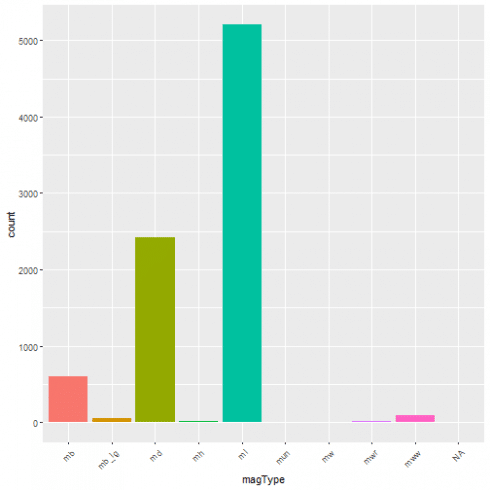 5000
4000
3000
2000
1000
0
count
mb
mb_lg
md
mh
ml
mun
mw
mwr
mww
NA
magType